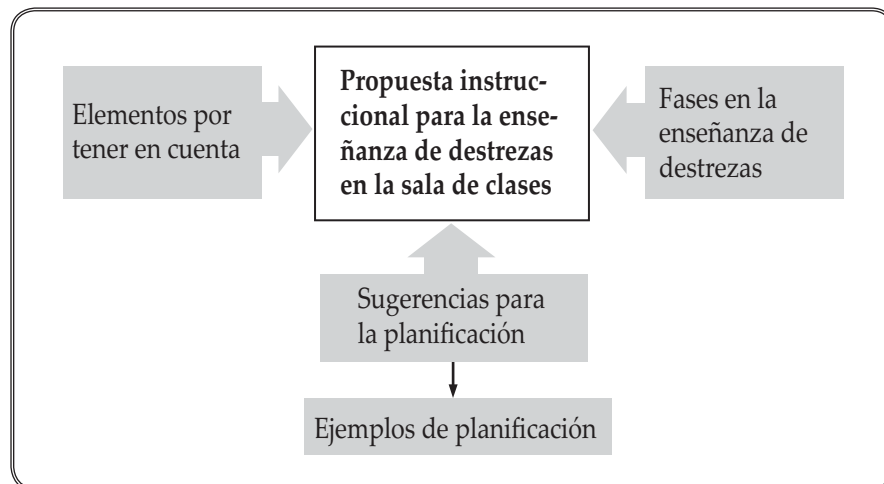 Elementos por
tener en cuenta
Propuesta instruc-
cional para la ense-
ñanza de destrezas
en la sala de clases
Fases en la
enseñanza de
destrezas
Sugerencias para
la planificación
Ejemplos de planificación